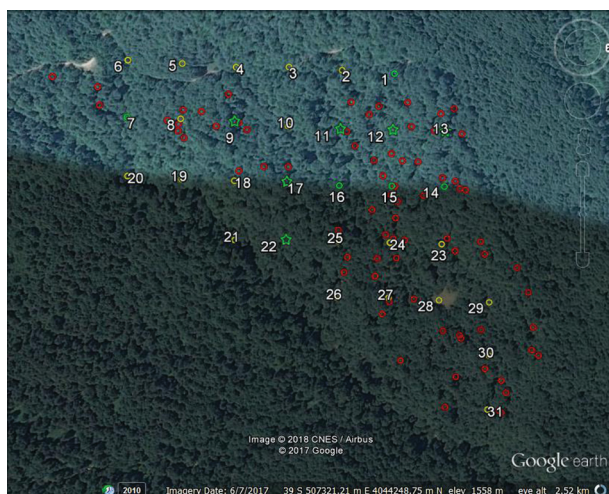 6 5 4 3 2 1
7 8 9 10 11 12 13
20 19 18 17 16 15 14
21 22 25 24 23
26 27 28 29
30
31
Image © 2018 CNES / Airbus
© 2017 Google
Google earth
2010 Imagery Date: 6/7/2017 39 S 507321.21 m E 4044248.75 m N elev 1558 m eye alt 2.52 km